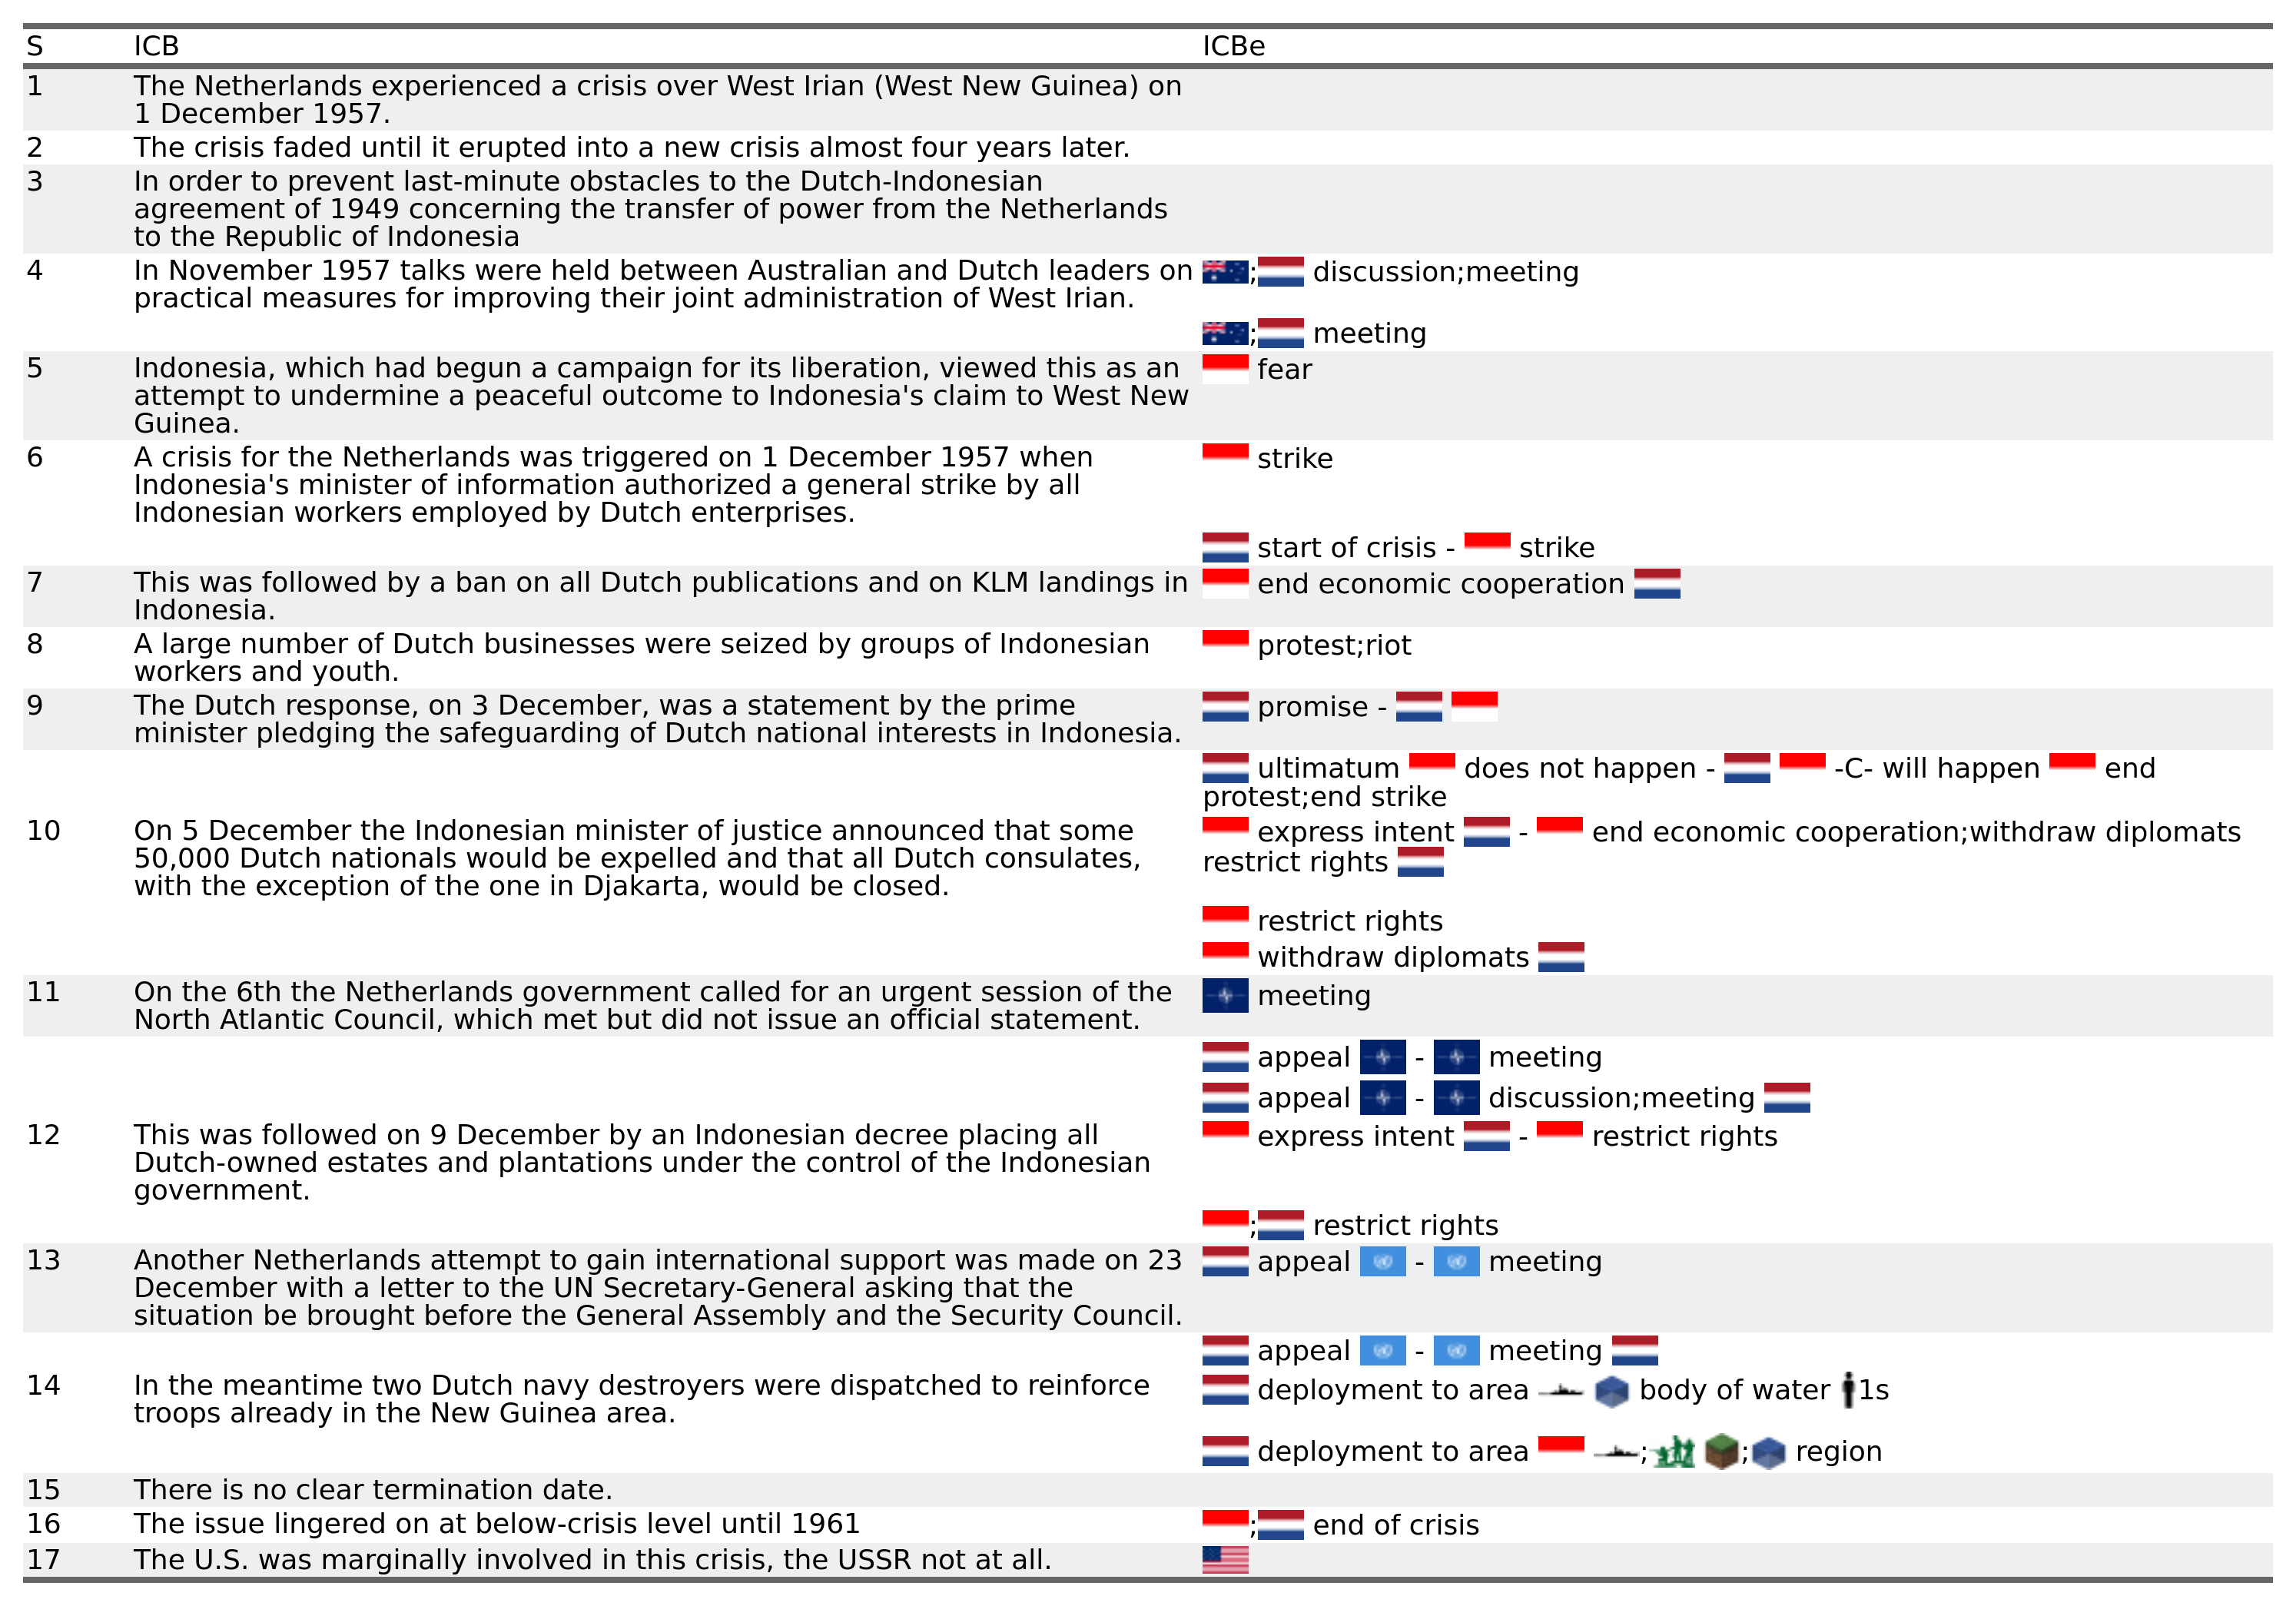 S ICB ICBe
1 The Netherlands experienced a crisis over West Irian (West New Guinea) on
1 December 1957.
2 The crisis faded until it erupted into a new crisis almost four years later.
3 In order to prevent last-minute obstacles to the Dutch-Indonesian
agreement of 1949 concerning the transfer of power from the Netherlands
to the Republic of Indonesia
4 In November 1957 talks were held between Australian and Dutch leaders on ; discussion;meeting
practical measures for improving their joint administration of West Irian.
; meeting
5 Indonesia, which had begun a campaign for its liberation, viewed this as an fear
attempt to undermine a peaceful outcome to Indonesia's claim to West New
Guinea.
6 A crisis for the Netherlands was triggered on 1 December 1957 when strike
Indonesia's minister of information authorized a general strike by all
Indonesian workers employed by Dutch enterprises.
start of crisis - strike
7 This was followed by a ban on all Dutch publications and on KLM landings in end economic cooperation
Indonesia.
8 A large number of Dutch businesses were seized by groups of Indonesian protest;riot
workers and youth.
9 The Dutch response, on 3 December, was a statement by the prime promise -
minister pledging the safeguarding of Dutch national interests in Indonesia.
ultimatum does not happen - -C- will happen end
protest;end strike
10 On 5 December the Indonesian minister of justice announced that some express intent - end economic cooperation;withdraw diplomats
50,000 Dutch nationals would be expelled and that all Dutch consulates, restrict rights
with the exception of the one in Djakarta, would be closed.
restrict rights
withdraw diplomats
11 On the 6th the Netherlands government called for an urgent session of the meeting
North Atlantic Council, which met but did not issue an official statement.
appeal - meeting
appeal - discussion;meeting
12 This was followed on 9 December by an Indonesian decree placing all express intent - restrict rights
Dutch-owned estates and plantations under the control of the Indonesian
government.
; restrict rights
13 Another Netherlands attempt to gain international support was made on 23 appeal - meeting
December with a letter to the UN Secretary-General asking that the
situation be brought before the General Assembly and the Security Council.
appeal - meeting
14 In the meantime two Dutch navy destroyers were dispatched to reinforce deployment to area body of water 1s
troops already in the New Guinea area.
deployment to area ; ; region
15 There is no clear termination date.
16 The issue lingered on at below-crisis level until 1961 ; end of crisis
17 The U.S. was marginally involved in this crisis, the USSR not at all.